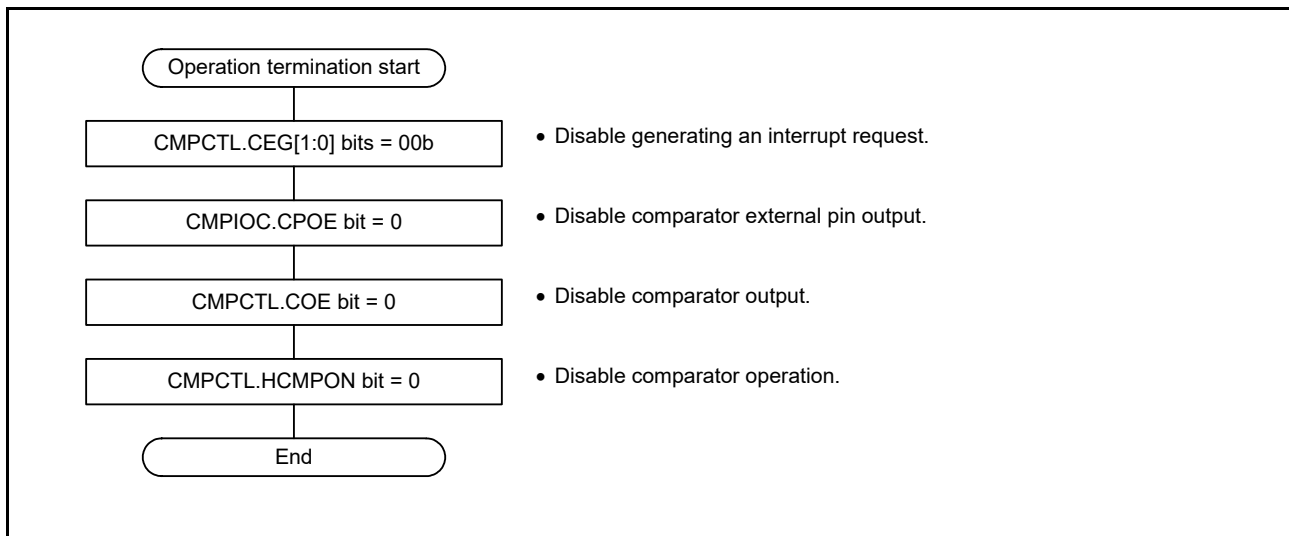 Operation termination start
CMPCTL.CEG[1:0] bits = 00b
• Disable generating an interrupt request.
CMPIOC.CPOE bit = 0
• Disable comparator external pin output.
CMPCTL.COE bit = 0
• Disable comparator output.
CMPCTL.HCMPON bit = 0
• Disable comparator operation.
End